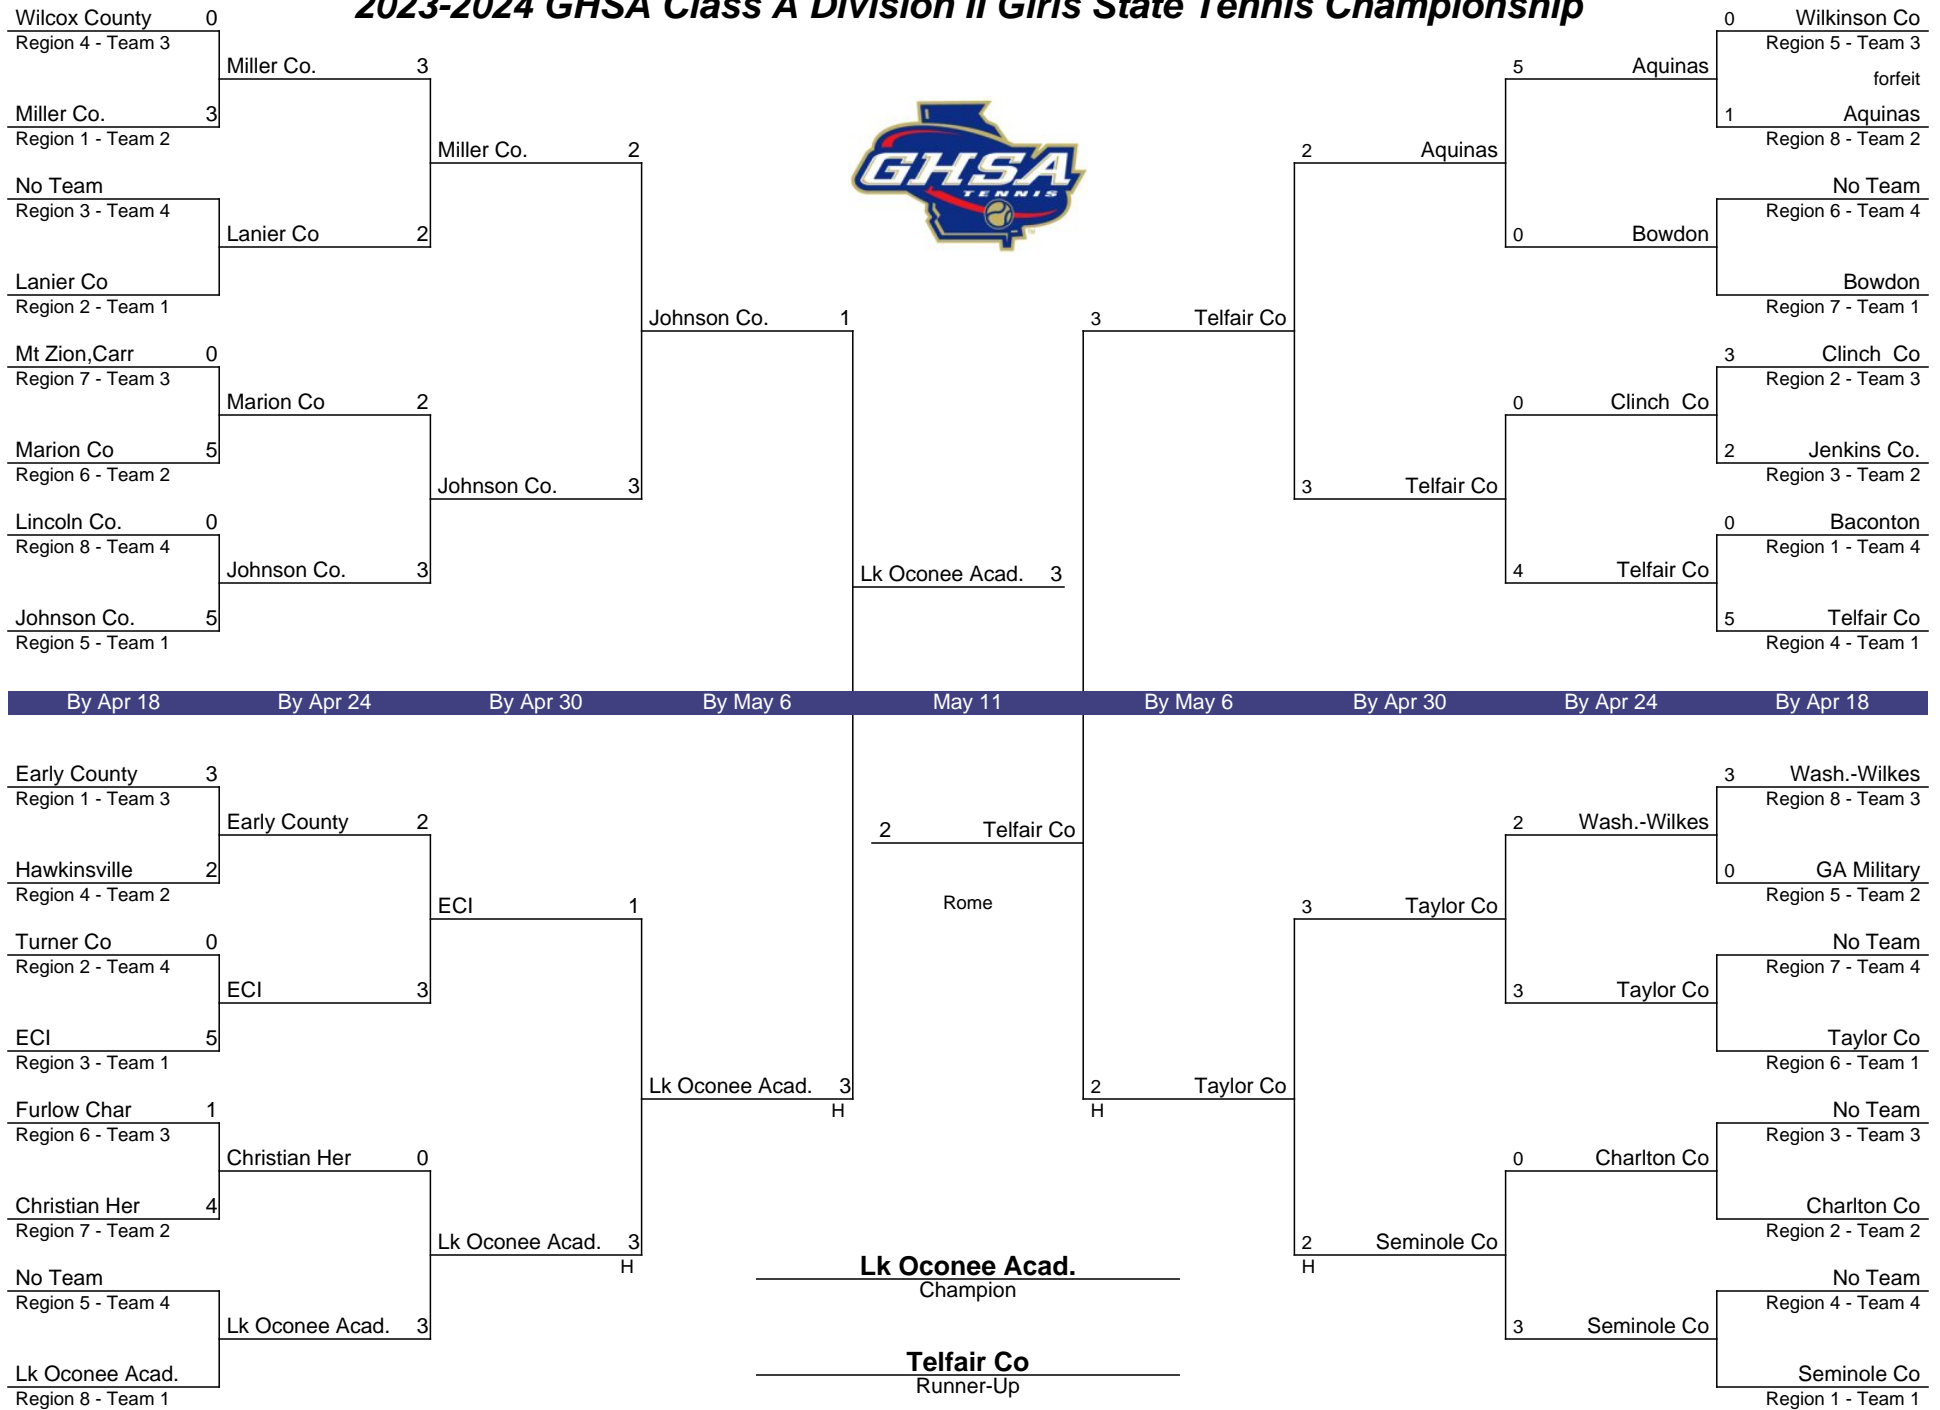 2023-2024 GHSA Class A Division II Girls State Tennis Championship
Wilcox County 0
Region 4 - Team 3
Miller Co. 3
Miller Co. 3
Region 1 - Team 2
Miller Co. 2
No Team
Region 3 - Team 4
Lanier Co 2
Lanier Co
Region 2 - Team 1
Johnson Co. 1
Mt Zion,Carr 0
Region 7 - Team 3
Marion Co 2
Marion Co 5
Region 6 - Team 2
Johnson Co. 3
Lincoln Co. 0
Region 8 - Team 4
Johnson Co. 3
Johnson Co. 5
Region 5 - Team 1
GHSA
TENNIS
TM
Lk Oconee Acad. 3
0 Wilkinson Co
Region 5 - Team 3
5 Aquinas
forfeit
1 Aquinas
Region 8 - Team 2
2 Aquinas
No Team
Region 6 - Team 4
0 Bowdon
Bowdon
Region 7 - Team 1
3 Telfair Co
3 Clinch  Co
Region 2 - Team 3
0 Clinch  Co
2 Jenkins Co.
Region 3 - Team 2
3 Telfair Co
0 Baconton
Region 1 - Team 4
4 Telfair Co
5 Telfair Co
Region 4 - Team 1
By Apr 18 By Apr 24 By Apr 30 By May 6 May 11 By May 6 By Apr 30 By Apr 24 By Apr 18
Early County 3
Region 1 - Team 3
Early County 2
Hawkinsville 2
Region 4 - Team 2
ECI 1
Turner Co 0
Region 2 - Team 4
ECI 3
ECI 5
Region 3 - Team 1
Lk Oconee Acad. 3
H
Furlow Char 1
Region 6 - Team 3
Christian Her 0
Christian Her 4
Region 7 - Team 2
Lk Oconee Acad. 3
H
No Team
Region 5 - Team 4
Lk Oconee Acad. 3
Lk Oconee Acad.
Region 8 - Team 1
2 Telfair Co
Rome
3 Wash.-Wilkes
Region 8 - Team 3
2 Wash.-Wilkes
0 GA Military
Region 5 - Team 2
3 Taylor Co
No Team
Region 7 - Team 4
3 Taylor Co
Taylor Co
Region 6 - Team 1
2 Taylor Co
H
No Team
Region 3 - Team 3
0 Charlton Co
Charlton Co
Region 2 - Team 2
2 Seminole Co
H
No Team
Region 4 - Team 4
3 Seminole Co
Seminole Co
Region 1 - Team 1
Lk Oconee Acad.
Champion
Telfair Co
Runner-Up